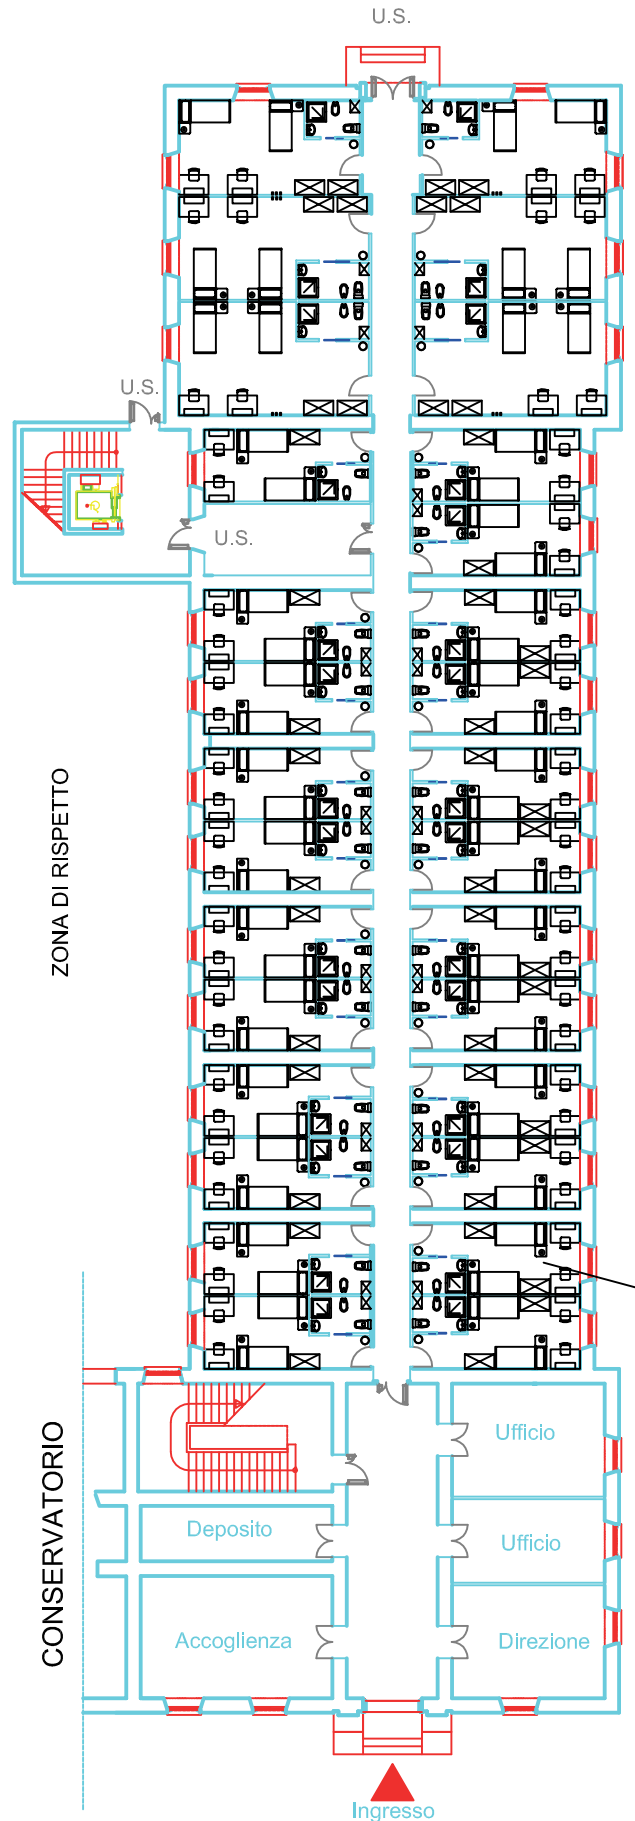 U.S.
U.S.
U.S.
ZONA DI RISPETTO
CONSERVATORIO
Ufficio
Deposito
Ufficio
Accoglienza
Direzione
Ingresso